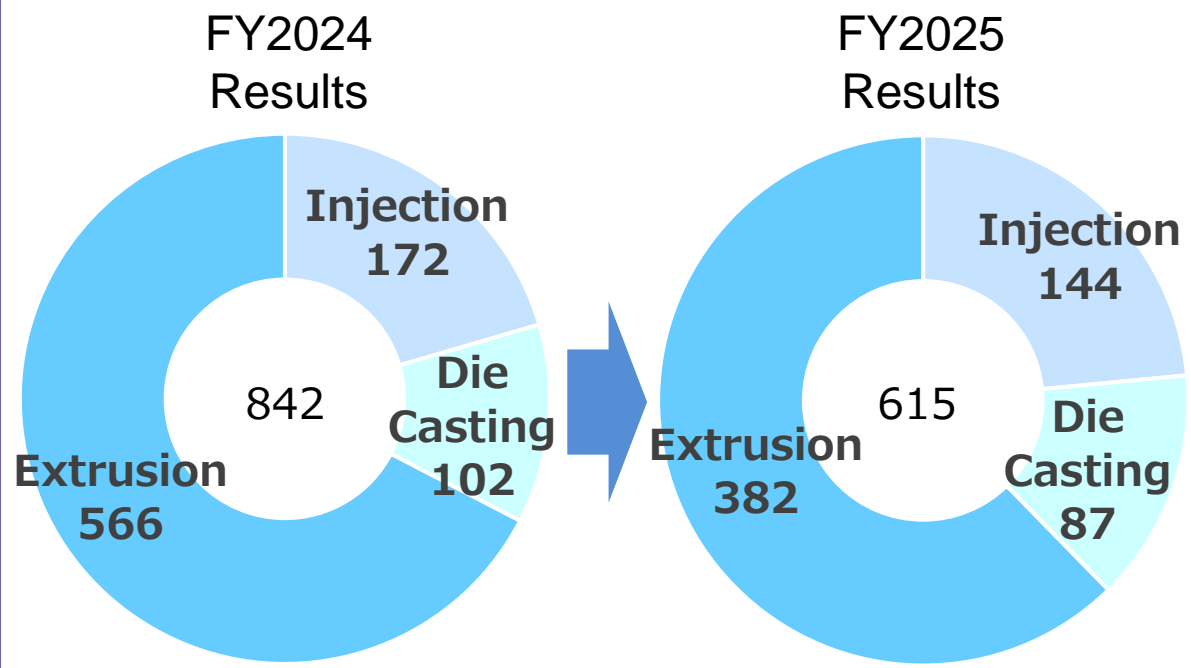 FY2024
Results
Injection
172
Die
Casting
102
842
Extrusion
566
FY2025
Results
Injection
144
Die
Casting
87
615
Extrusion
382